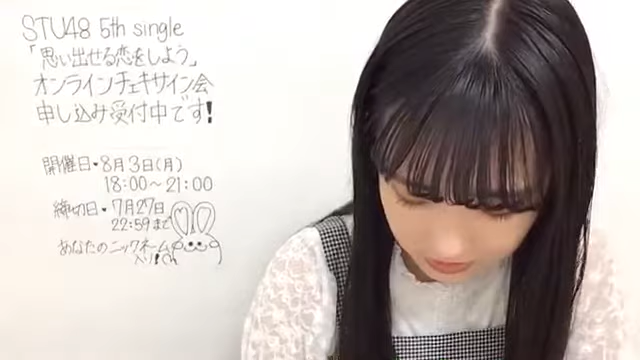 STU48 5th single
「思い出せる恋をしよう」
オンラインチェキサイン会
申し込み受付中です!
開催日・8月3日(月)
18:00〜21:00
締切日・7月27日
22:59まで
あなたのニックネーム
入り!